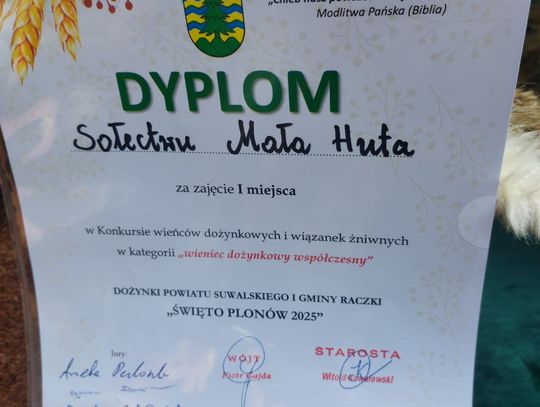 Modlitwa Pańska (Biblia)
DYPLOM
Sołectwu Mała Huta
za zajęcie I miejsca
w Konkursie wieńców dożynkowych i wiązanek żniwnych
w kategorii „wieniec dożynkowy współczesny”
DOŻYNKI POWIATU SUWALSKIEGO I GMINY RACZKI
„ŚWIĘTO PLONÓW 2025”
Jury:
WÓJT
Piotr Gajda
STAROSTA
Witold Kowalewski